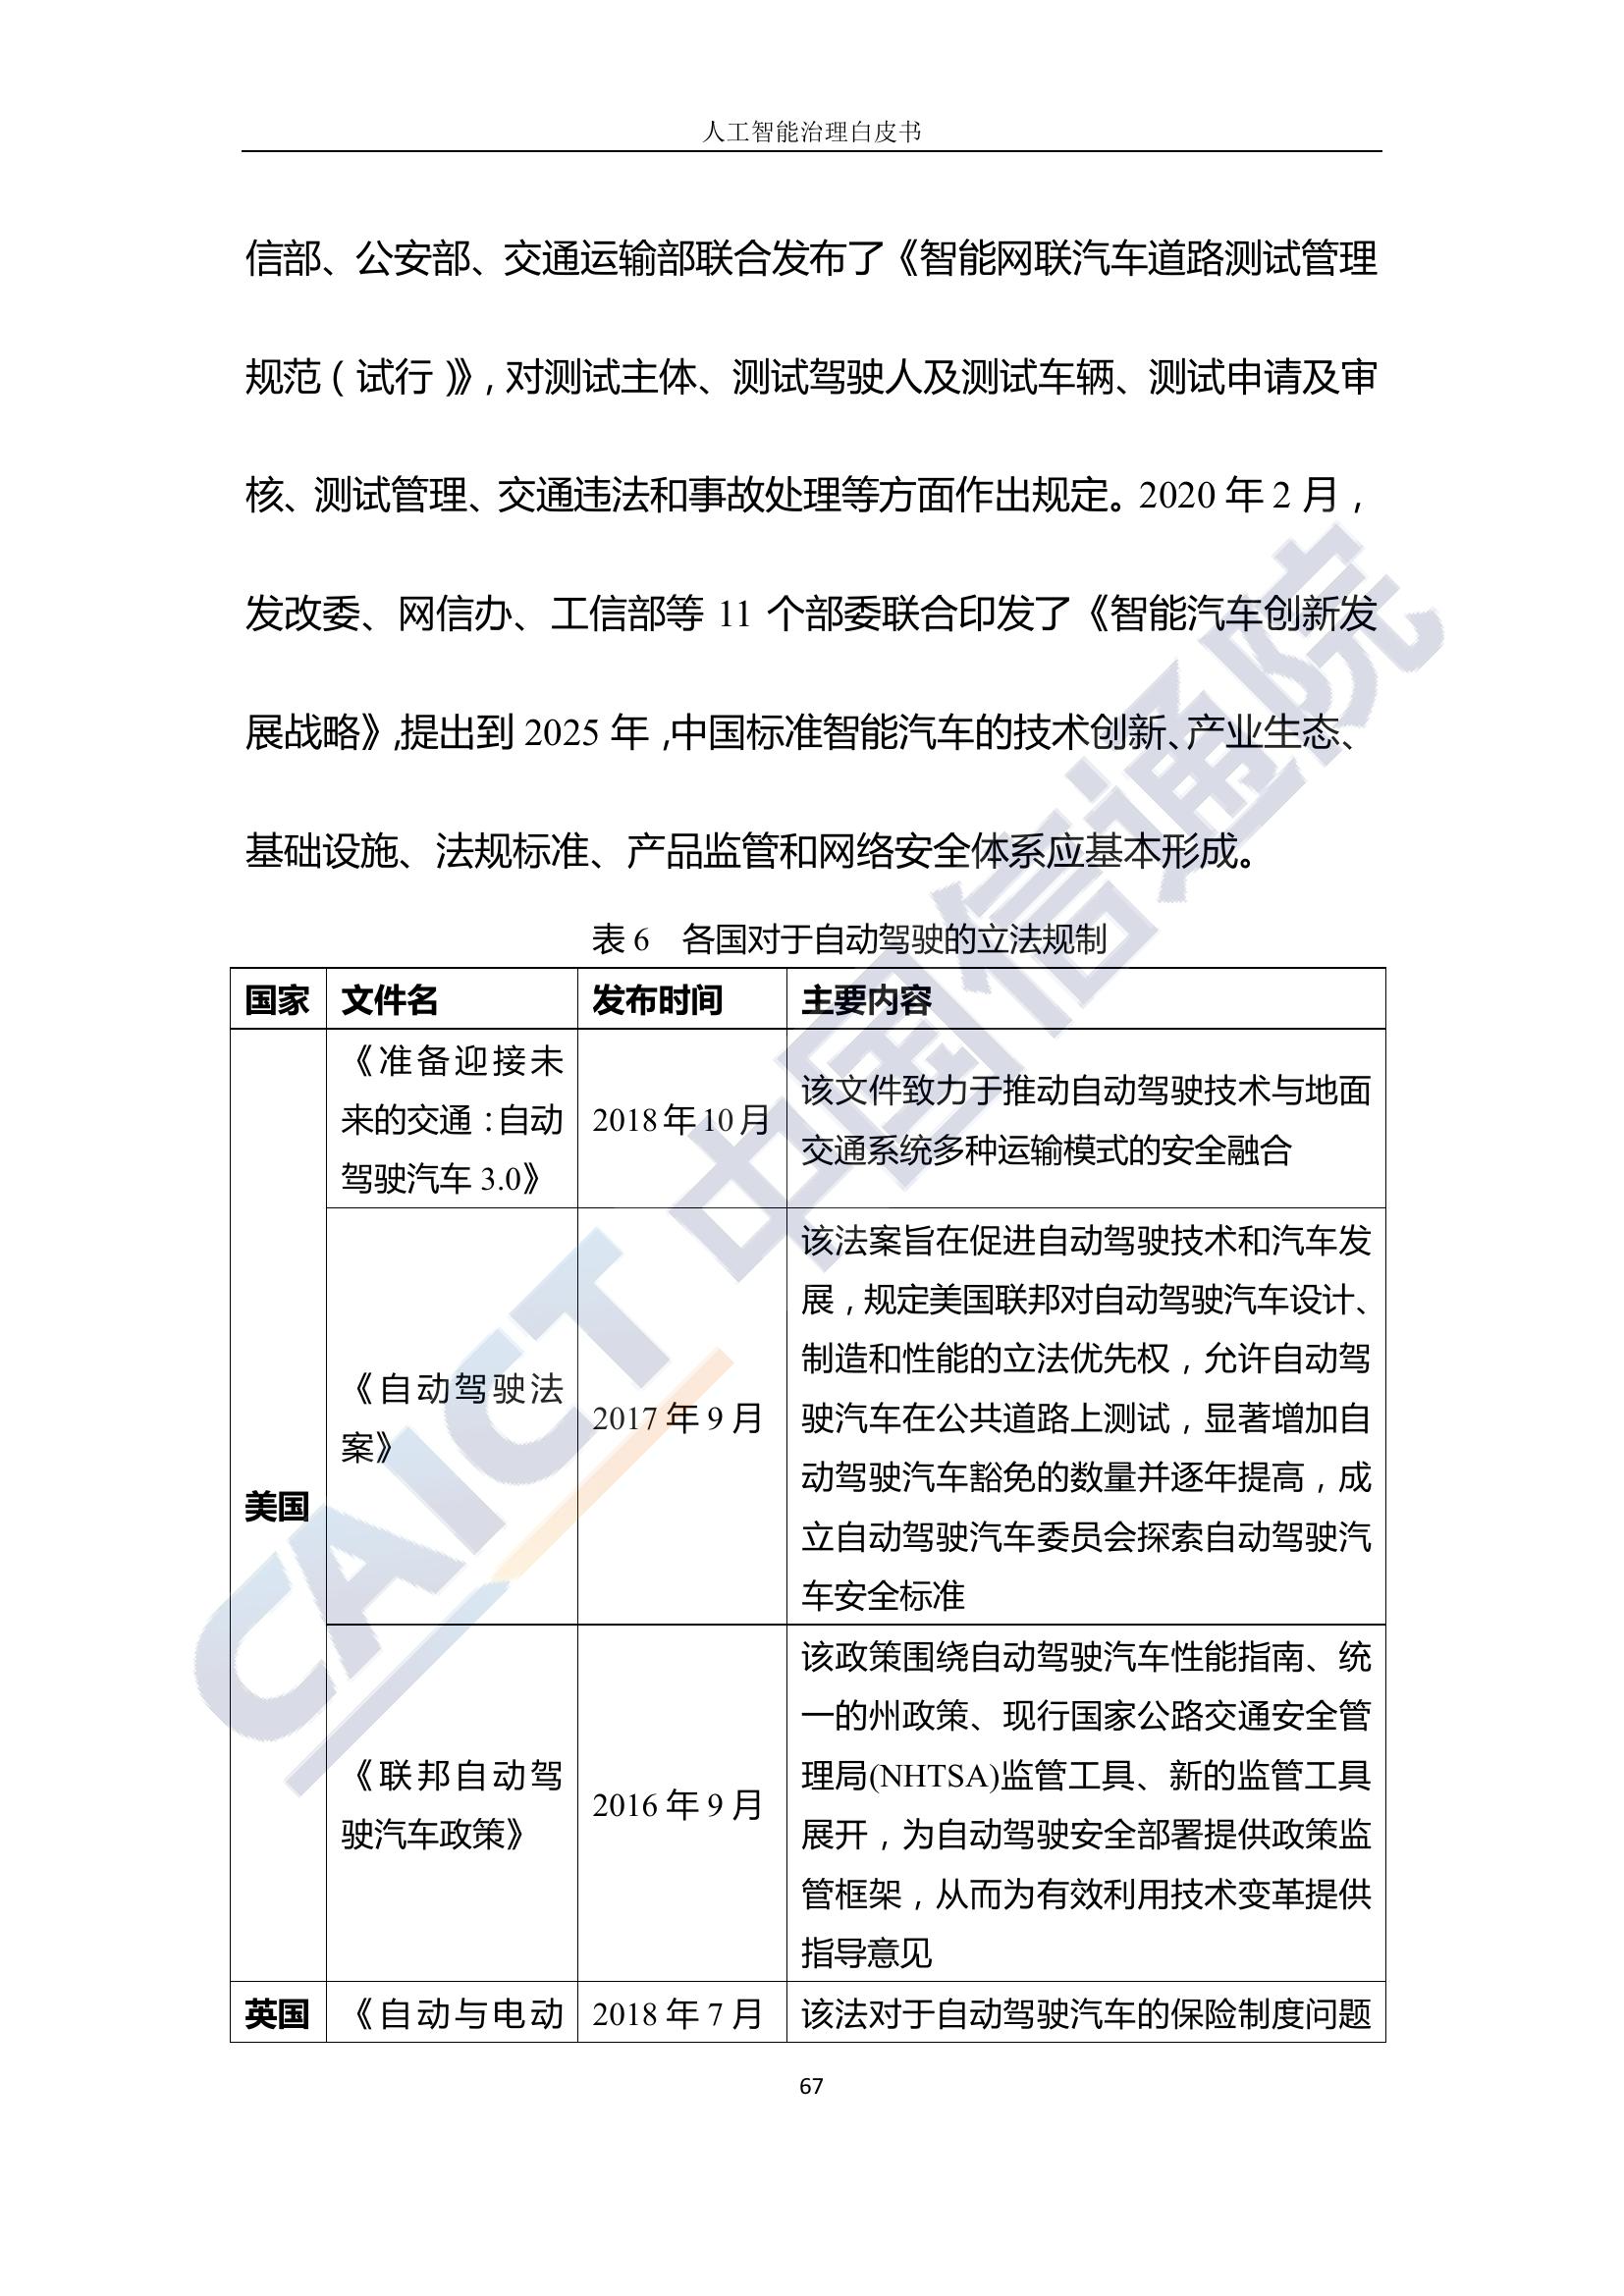 人工智能治理白皮书
信部、公安部、交通运输部联合发布了《智能网联汽车道路测试管理
规范（试行）》，对测试主体、测试驾驶人及测试车辆、测试申请及审
核、测试管理、交通违法和事故处理等方面作出规定。2020 年 2 月，
发改委、网信办、工信部等 11 个部委联合印发了《智能汽车创新发
展战略》，提出到 2025 年，中国标准智能汽车的技术创新、产业生态、
基础设施、法规标准、产品监管和网络安全体系应基本形成。
表 6 各国对于自动驾驶的立法规制
国家 文件名 发布时间 主要内容
美国
《准备迎接未
来的交通：自动
驾驶汽车 3.0》
2018 年 10 月
该文件致力于推动自动驾驶技术与地面
交通系统多种运输模式的安全融合
《自动驾驶法
案》
2017 年 9 月
该法案旨在促进自动驾驶技术和汽车发
展，规定美国联邦对自动驾驶汽车设计、
制造和性能的立法优先权，允许自动驾
驶汽车在公共道路上测试，显著增加自
动驾驶汽车豁免的数量并逐年提高，成
立自动驾驶汽车委员会探索自动驾驶汽
车安全标准
《联邦自动驾
驶汽车政策》
2016 年 9 月
该政策围绕自动驾驶汽车性能指南、统
一的州政策、现行国家公路交通安全管
理局(NHTSA)监管工具、新的监管工具
展开，为自动驾驶安全部署提供政策监
管框架，从而为有效利用技术变革提供
指导意见
英国 《自动与电动 2018 年 7 月 该法对于自动驾驶汽车的保险制度问题
67
CAICT 中国信通院